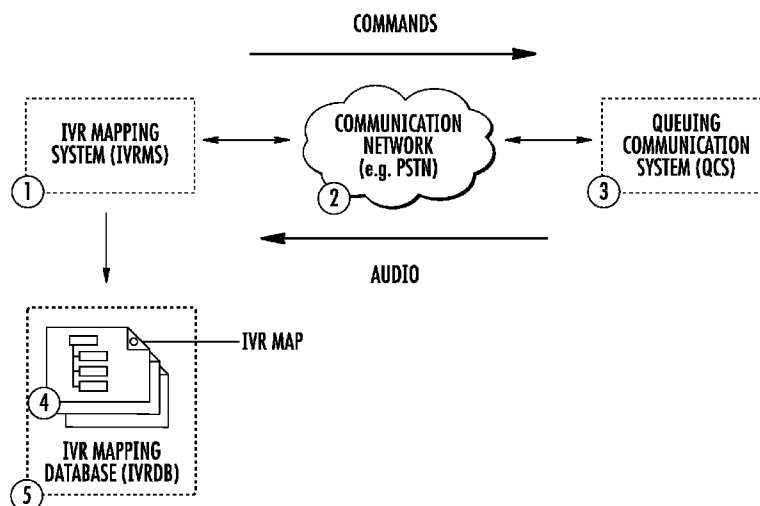 COMMANDS
IVR MAPPING
SYSTEM (IVRMS)
1
COMMUNICATION
NETWORK
(e.g. PSTN)
2
QUEUING
COMMUNICATION
SYSTEM (QCS)
3
AUDIO
IVR MAP
4
IVR MAPPING
DATABASE (IVRDB)
5